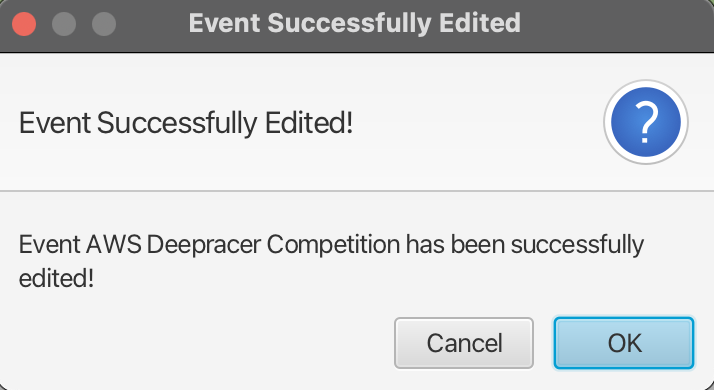 Event Successfully Edited
Event Successfully Edited!
?
Event AWS Deepracer Competition has been successfully
edited!
Cancel
OK